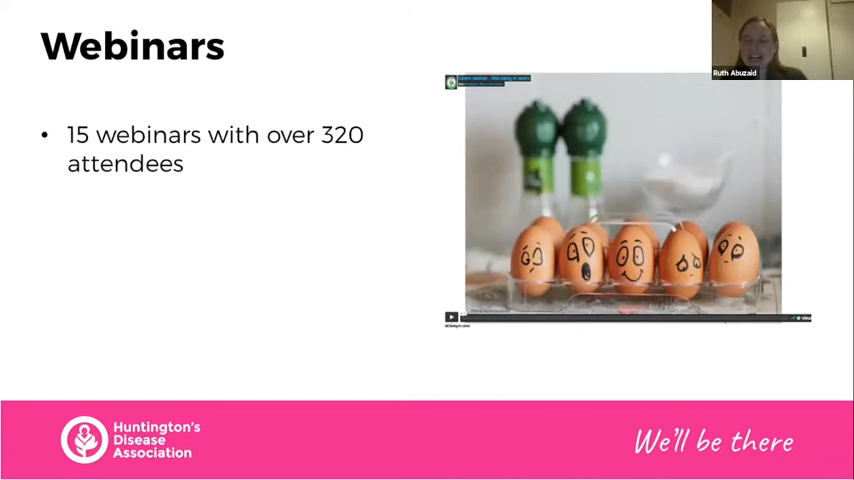 Webinars
Ruth Abuzaid
• 15 webinars with over 320
attendees
Huntington's
Disease
Association
We'll be there